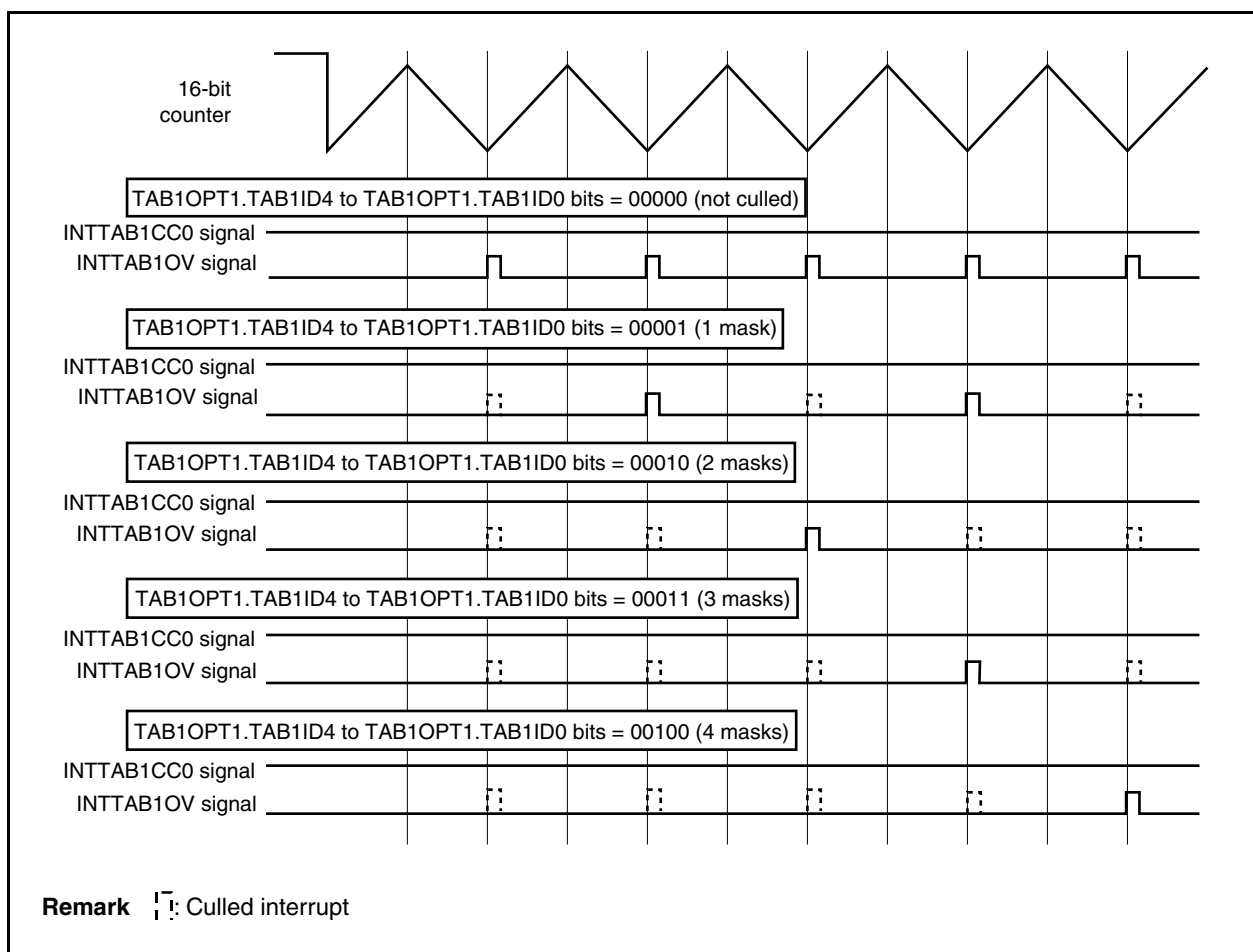 16-bit
counter
TAB1OPT1.TAB1ID4 to TAB1OPT1.TAB1ID0 bits = 00000 (not culled)
INTTAB1CC0 signal
INTTAB1OV signal
TAB1OPT1.TAB1ID4 to TAB1OPT1.TAB1ID0 bits = 00001 (1 mask)
INTTAB1CC0 signal
INTTAB1OV signal
TAB1OPT1.TAB1ID4 to TAB1OPT1.TAB1ID0 bits = 00010 (2 masks)
INTTAB1CC0 signal
INTTAB1OV signal
TAB1OPT1.TAB1ID4 to TAB1OPT1.TAB1ID0 bits = 00011 (3 masks)
INTTAB1CC0 signal
INTTAB1OV signal
TAB1OPT1.TAB1ID4 to TAB1OPT1.TAB1ID0 bits = 00100 (4 masks)
INTTAB1CC0 signal
INTTAB1OV signal
Remark : Culled interrupt